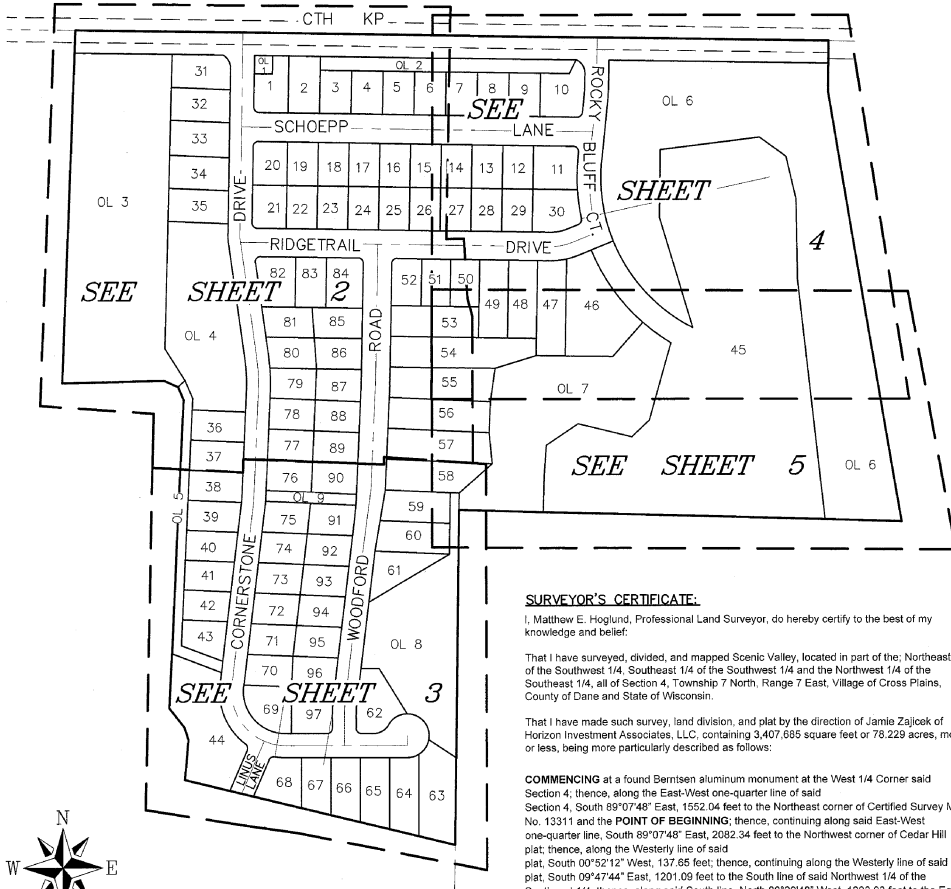 CTH KP
31
32
33
34
35
OL 1
1
2
OL 2
3
4
5
6
7
8
9
10
SEE
SCHOEPP LANE
ROCKY BLUFF CT.
OL 6
SHEET
4
20
19
18
17
16
15
14
13
12
11
21
22
23
24
25
26
27
28
29
30
OL 3
DRIVE
RIDGETRAIL DRIVE
SEE SHEET 2
82
83
84
52
51
50
49
48
47
46
OL 4
81
85
ROAD
53
80
86
54
45
79
87
55
OL 7
36
78
88
56
37
77
89
57
SEE SHEET 5
OL 6
38
76
90
58
OL 9
OL 5
39
75
91
59
40
74
92
60
41
73
93
61
CORNERSTONE
WOODFORD
42
72
94
43
71
95
OL 8
70
96
SEE SHEET 3
69
97
62
44
LINUS LANE
68
67
66
65
64
63
N
W E
SURVEYOR'S CERTIFICATE:
I, Matthew E. Hoglund, Professional Land Surveyor, do hereby certify to the best of my
knowledge and belief:
That I have surveyed, divided, and mapped Scenic Valley, located in part of the; Northeast
of the Southwest 1/4, Southeast 1/4 of the Southwest 1/4 and the Northwest 1/4 of the
Southeast 1/4, all of Section 4, Township 7 North, Range 7 East, Village of Cross Plains,
County of Dane and State of Wisconsin.
That I have made such survey, land division, and plat by the direction of Jamie Zajicek of
Horizon Investment Associates, LLC, containing 3,407,685 square feet or 78.229 acres,
or less, being more particularly described as follows:
COMMENCING at a found Berntsen aluminum monument at the West 1/4 Corner said
Section 4; thence, along the East-West one-quarter line of said
Section 4, South 89°07'48" East, 1552.04 feet to the Northeast corner of Certified Survey
No. 13311 and the POINT OF BEGINNING; thence, continuing along said East-West
one-quarter line, South 89°07'48" East, 2082.34 feet to the Northwest corner of Cedar Hill
plat; thence, along the Westerly line of said
plat, South 00°52'12" West, 137.65 feet; thence, continuing along the Westerly line of said
plat, South 09°47'44" East, 1201.09 feet to the South line of said Northwest 1/4 of the